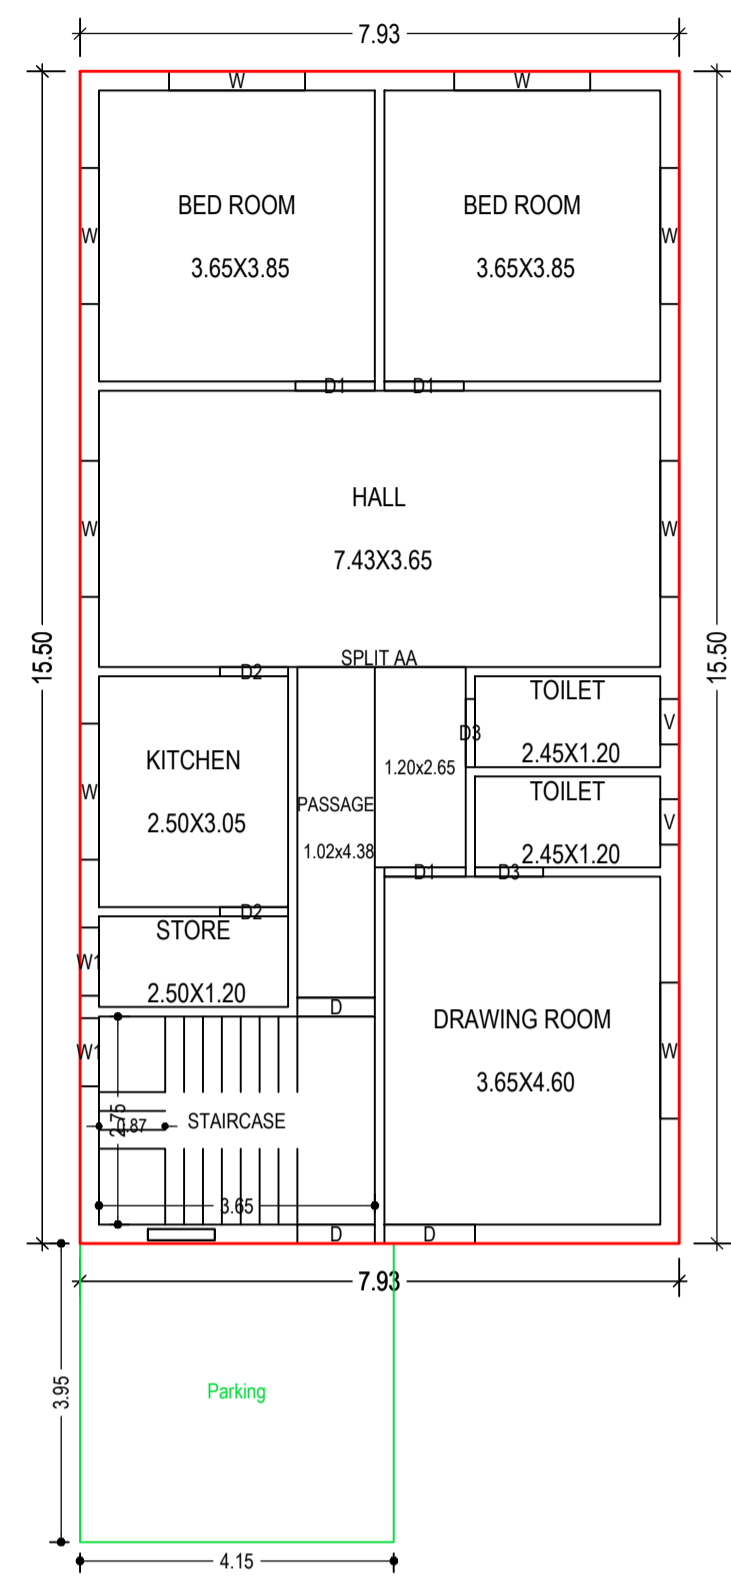 7.93
W
W
BED ROOM
BED ROOM
3.65X3.85
3.65X3.85
W
W
D1
D1
HALL
7.43X3.65
W
W
15.50
15.50
SPLIT AA
D2
TOILET
2.45X1.20
V
D3
KITCHEN
2.50X3.05
W
1.20x2.65
PASSAGE
1.02x4.38
TOILET
2.45X1.20
V
D1
D3
D2
STORE
2.50X1.20
W1
D
DRAWING ROOM
3.65X4.60
W
W1
2.75
0.87
STAIRCASE
3.65
D
D
7.93
3.95
Parking
4.15